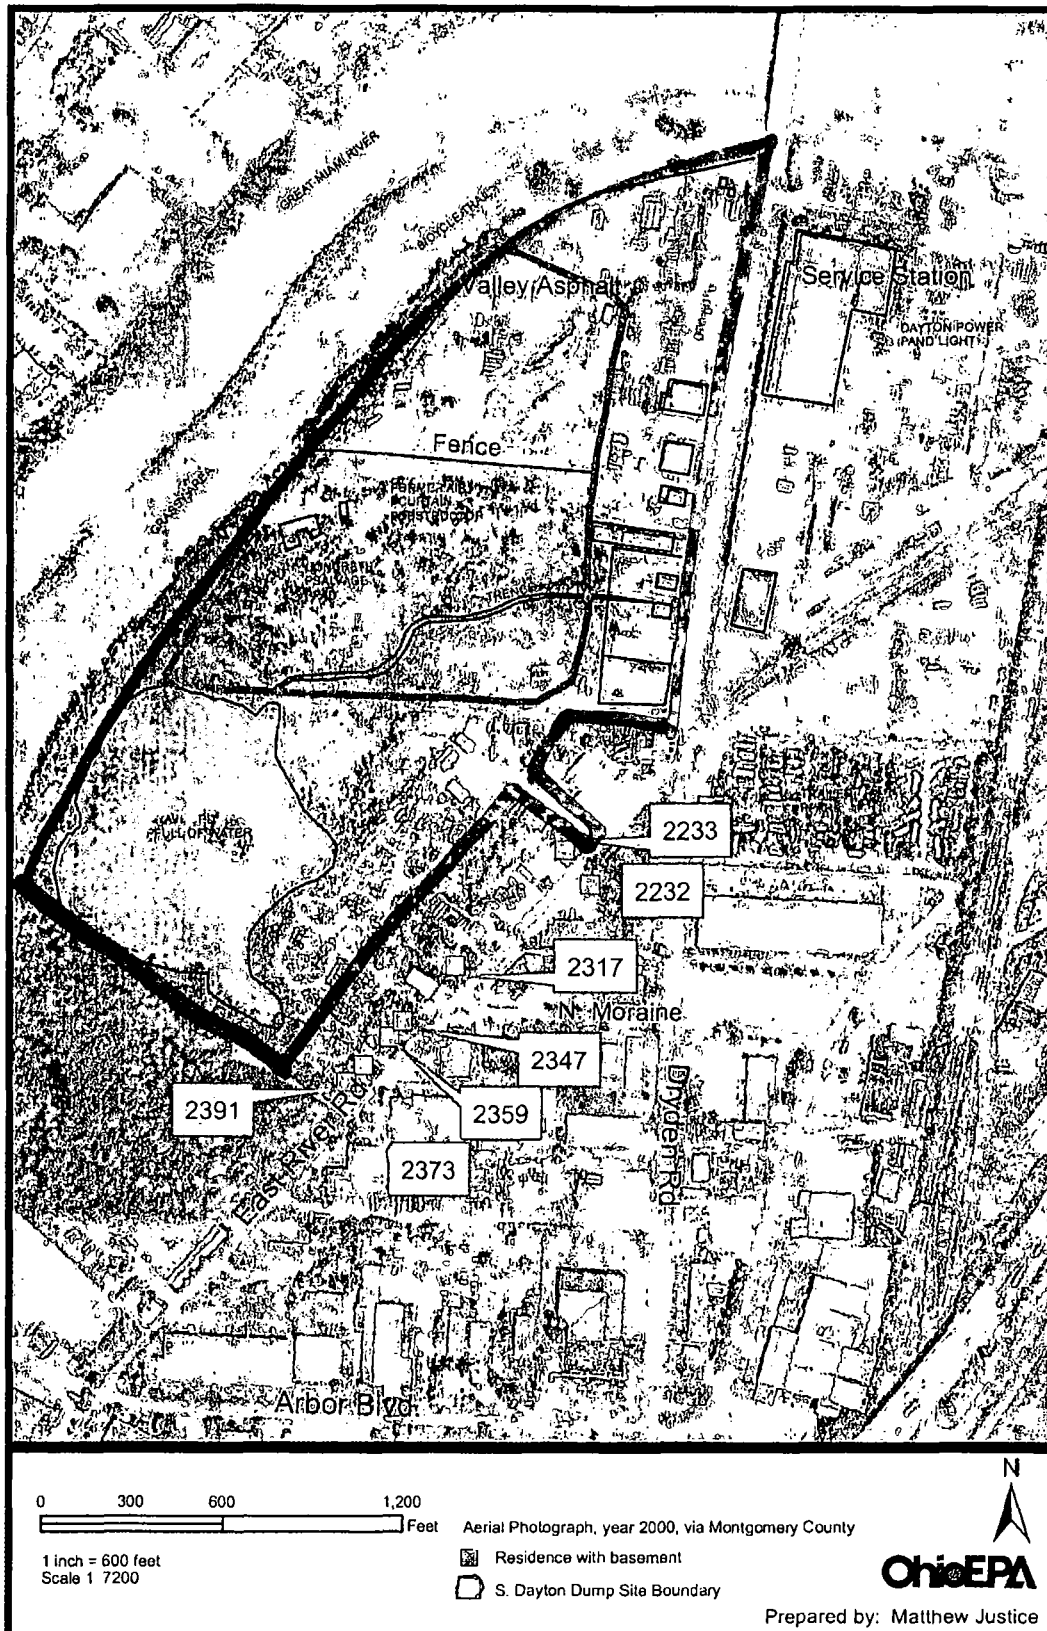 GREAT MIAMI RIVER
BICYCLE TRAIL
Valley Asphalt
Service Station
DAYTON POWER
AND LIGHT
Fence
FULL OF WATER
2233
2232
2317
N. Moraine
2347
2391
2359
East River Rd
Dryden Rd
2373
Arbor Blvd
N
0 300 600 1,200
Feet
Aerial Photograph, year 2000, via Montgomery County
1 inch = 600 feet
Scale 1 7200
Residence with basement
S. Dayton Dump Site Boundary
OhioEPA
Prepared by: Matthew Justice